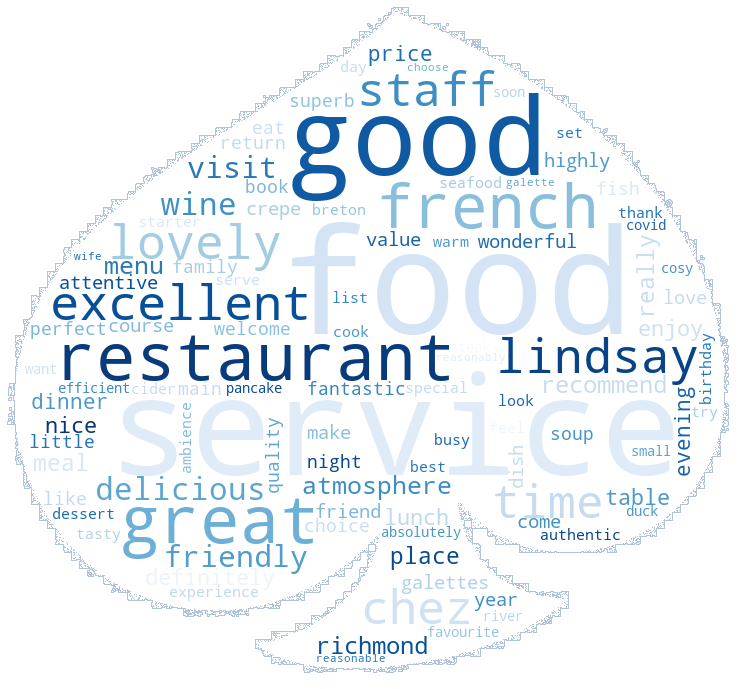 price
choose
day
staff
soon
superb
good
set
eat
return
highly
visit
book
seafood
galette
fish
wine
crepe
breton
french
thank
covid
starter
lovely
value
warm
wonderful
really
wife
menu
family
food
cosy
attentive
serve
love
excellent
list
perfect
course
welcome
cook
enjoy
birthday
restaurant
reasonably
lindsay
want
efficient
cider
main
pancake
fantastic
special
recommend
dinner
service
look
try
nice
little
ambience
quality
make
busy
feel
soup
evening
small
meal
night
best
dish
delicious
atmosphere
time
table
like
friend
duck
dessert
great
choice
lunch
come
tasty
absolutely
authentic
friendly
place
definitely
galettes
experience
chez
year
river
favourite
richmond
reasonable